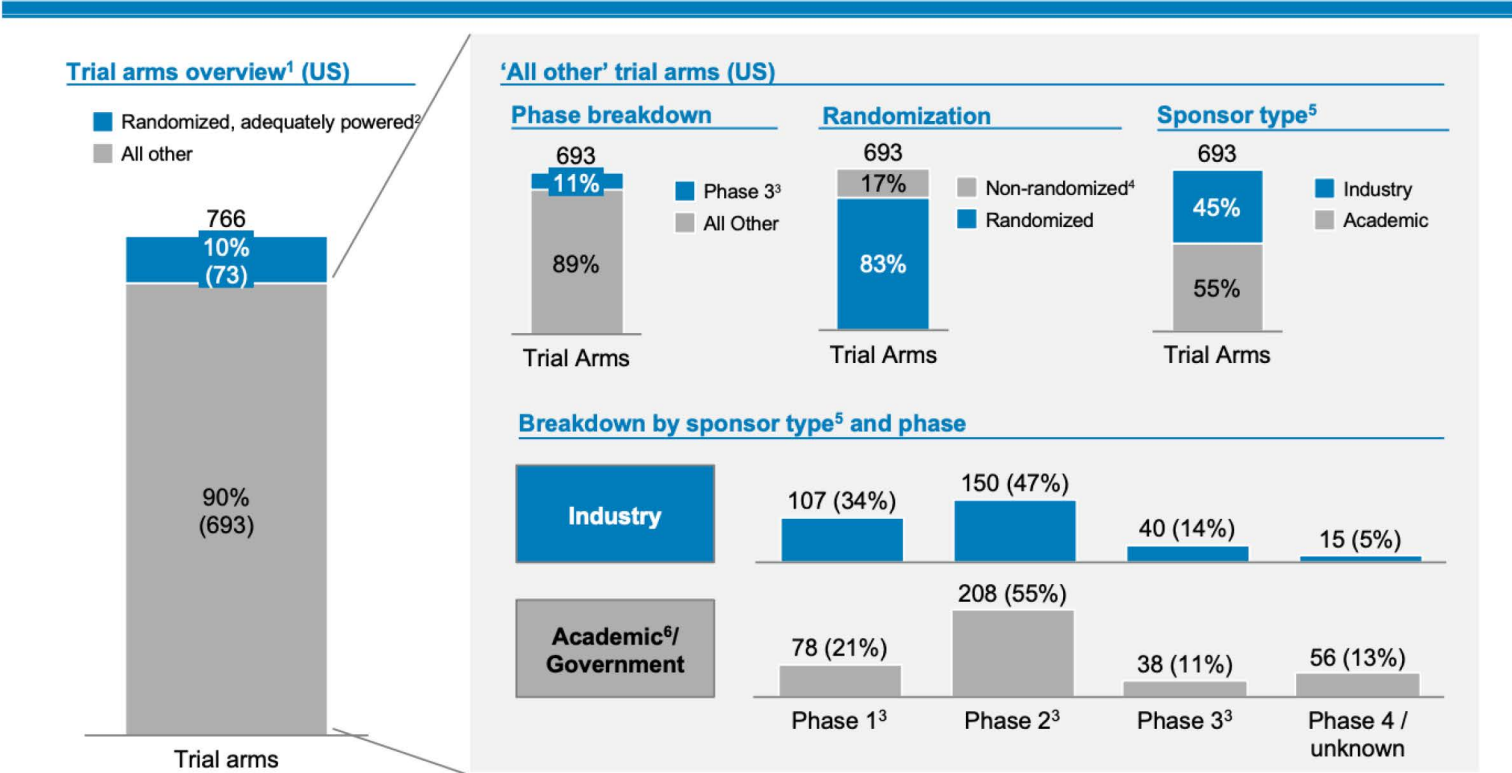 Trial arms overview¹ (US)
Randomized, adequately powered²
All other
766
10%
(73)
90%
(693)
Trial arms
‘All other’ trial arms (US)
Phase breakdown
693
11%
89%
Trial Arms
Phase 3³
All Other
Randomization
693
17%
83%
Trial Arms
Non-randomized⁴
Randomized
Sponsor type⁵
693
45%
55%
Trial Arms
Industry
Academic
Breakdown by sponsor type⁵ and phase
Industry
107 (34%)
150 (47%)
40 (14%)
15 (5%)
Academic⁶/
Government
78 (21%)
208 (55%)
38 (11%)
56 (13%)
Phase 1³
Phase 2³
Phase 3³
Phase 4 /
unknown